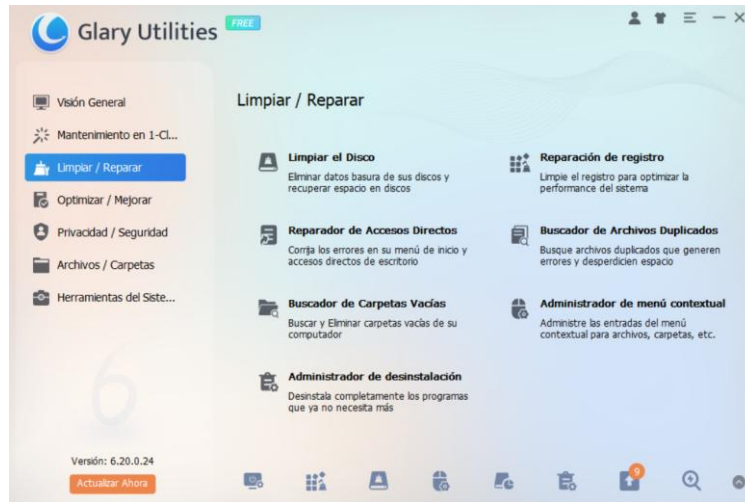 Glary Utilities FREE
Visión General
Mantenimiento en 1-Cl...
Limpiar / Reparar
Optimizar / Mejorar
Privacidad / Seguridad
Archivos / Carpetas
Herramientas del Siste...
6
Versión: 6.20.0.24
Actualizar Ahora
Limpiar / Reparar
Limpiar el Disco
Eliminar datos basura de sus discos y
recuperar espacio en discos
Reparación de registro
Limpie el registro para optimizar la
performance del sistema
Reparador de Accesos Directos
Corrija los errores en su menú de inicio y
accesos directos de escritorio
Buscador de Archivos Duplicados
Busque archivos duplicados que generen
errores y desperdicien espacio
Buscador de Carpetas Vacías
Buscar y Eliminar carpetas vacías de su
computador
Administrador de menú contextual
Administre las entradas del menú
contextual para archivos, carpetas, etc.
Administrador de desinstalación
Desinstala completamente los programas
que ya no necesita más
9